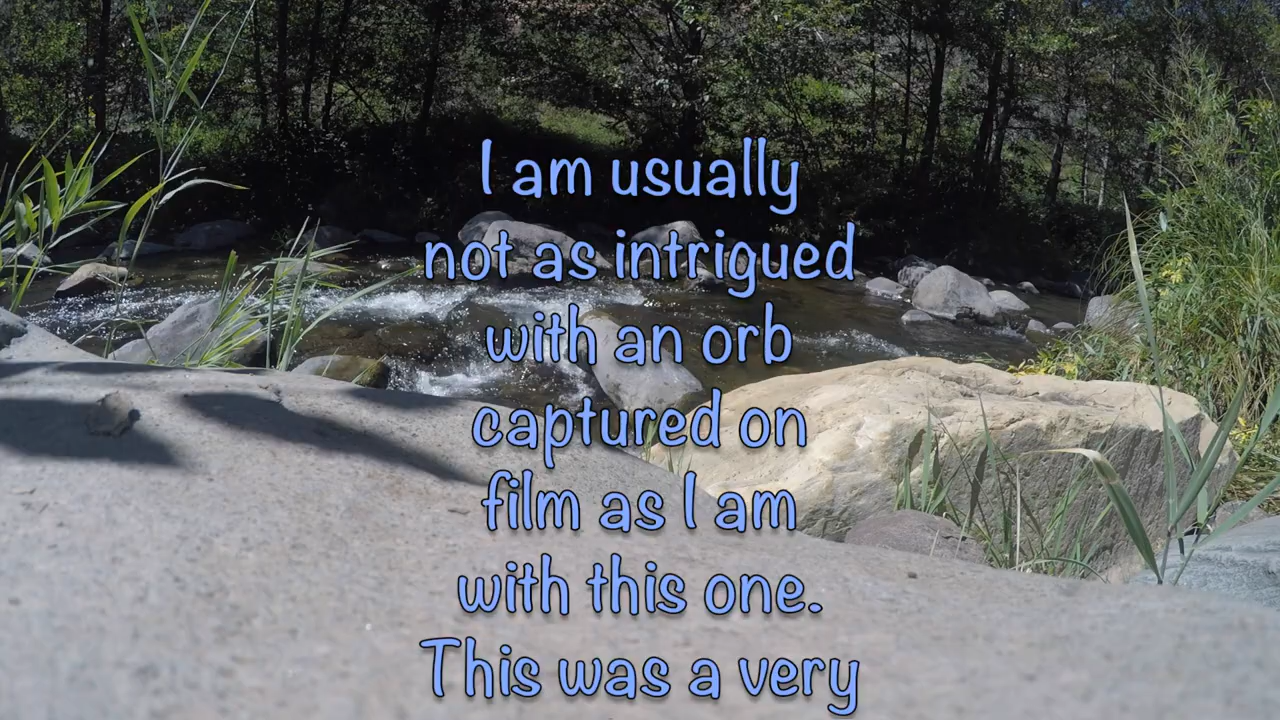 I am usually
not as intrigued
with an orb
captured on
film as I am
with this one.
This was a very